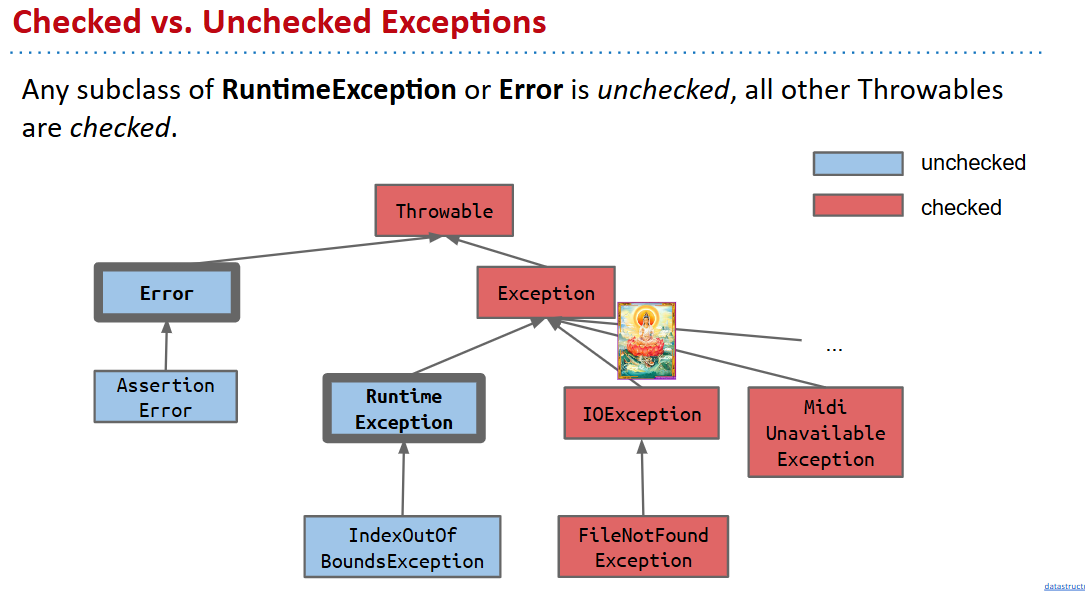 Checked vs. Unchecked Exceptions
Any subclass of RuntimeException or Error is unchecked, all other Throwables
are checked.
unchecked
checked
Throwable
Error
Exception
...
Assertion
Error
Runtime
Exception
IOException
Midi
Unavailable
Exception
IndexOutOf
BoundsException
FileNotFound
Exception
datastruct